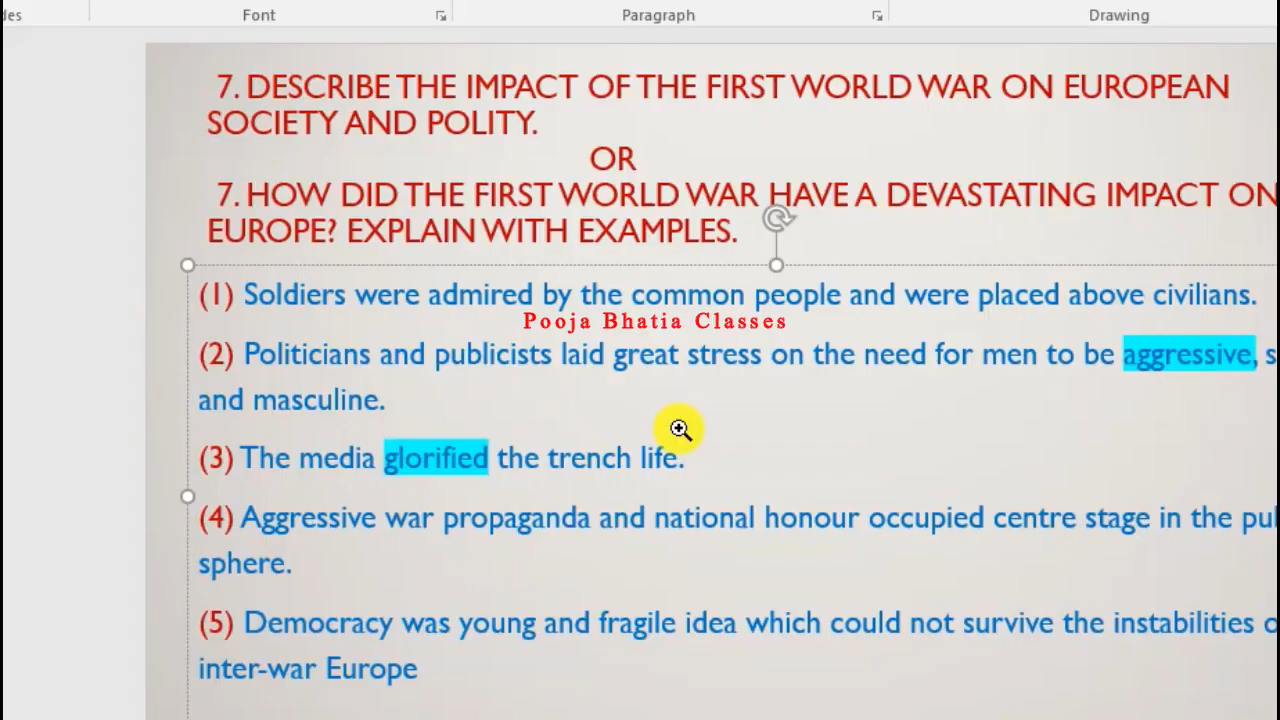 Font
Paragraph
Drawing
7. DESCRIBE THE IMPACT OF THE FIRST WORLD WAR ON EUROPEAN
SOCIETY AND POLITY.
OR
7. HOW DID THE FIRST WORLD WAR HAVE A DEVASTATING IMPACT ON
EUROPE? EXPLAIN WITH EXAMPLES.
(1) Soldiers were admired by the common people and were placed above civilians.
Pooja Bhatia Classes
(2) Politicians and publicists laid great stress on the need for men to be aggressive,
and masculine.
(3) The media glorified the trench life.
(4) Aggressive war propaganda and national honour occupied centre stage in the
sphere.
(5) Democracy was young and fragile idea which could not survive the instabilities
inter-war Europe